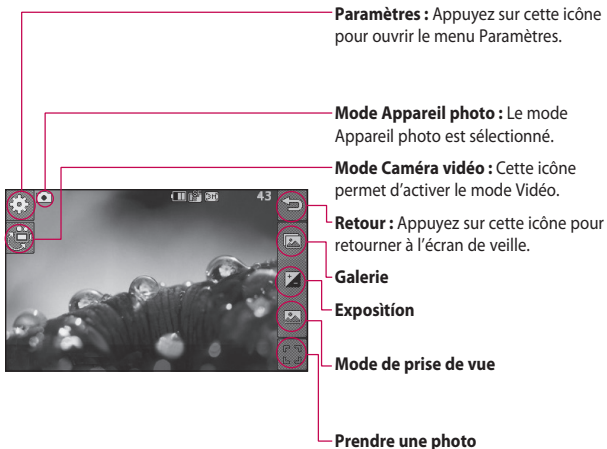 Paramètres : Appuyez sur cette icône
pour ouvrir le menu Paramètres.
Mode Appareil photo : Le mode
Appareil photo est sélectionné.
Mode Caméra vidéo : Cette icône
permet d'activer le mode Vidéo.
43
Retour : Appuyez sur cette icône pour
retourner à l'écran de veille.
Galerie
Exposìtíon
Mode de prise de vue
Prendre une photo